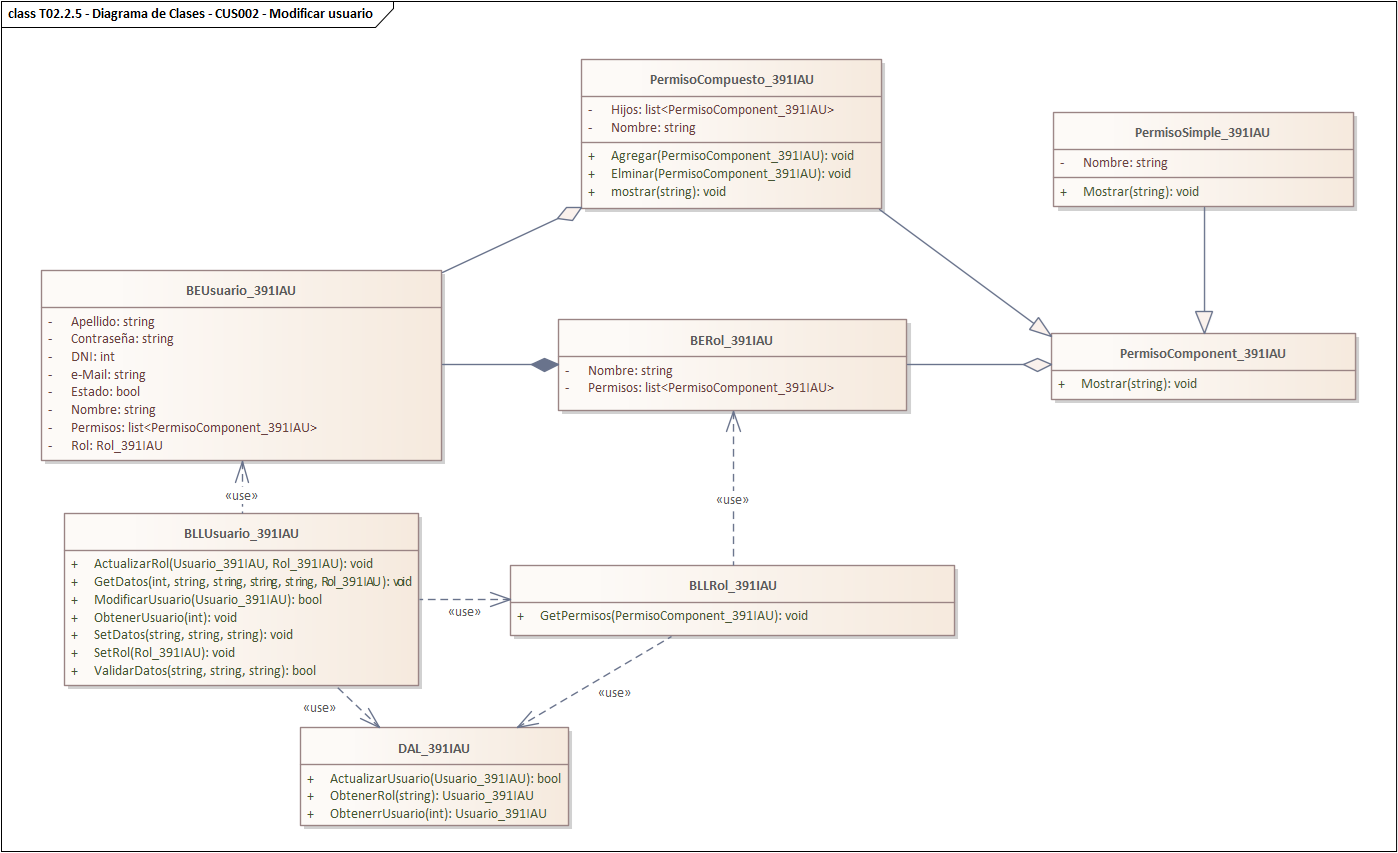 class T02.2.5 - Diagrama de Clases - CUS002 - Modificar usuario
PermisoCompuesto_391IAU
- Hijos: list<PermisoComponent_391IAU>
- Nombre: string
+ Agregar(PermisoComponent_391IAU): void
+ Elminar(PermisoComponent_391IAU): void
+ mostrar(string): void
PermisoSimple_391IAU
- Nombre: string
+ Mostrar(string): void
BEUsuario_391IAU
- Apellido: string
- Contraseña: string
- DNI: int
- e-Mail: string
- Estado: bool
- Nombre: string
- Permisos: list<PermisoComponent_391IAU>
- Rol: Rol_391IAU
BERol_391IAU
- Nombre: string
- Permisos: list<PermisoComponent_391IAU>
PermisoComponent_391IAU
+ Mostrar(string): void
«use»
«use»
BLLUsuario_391IAU
+ ActualizarRol(Usuario_391IAU, Rol_391IAU): void
+ GetDatos(int, string, string, string, string, Rol_391IAU): void
+ ModificarUsuario(Usuario_391IAU): bool
+ ObtenerUsuario(int): void
+ SetDatos(string, string, string): void
+ SetRol(Rol_391IAU): void
+ ValidarDatos(string, string, string): bool
«use»
BLLRol_391IAU
+ GetPermisos(PermisoComponent_391IAU): void
«use»
«use»
DAL_391IAU
+ ActualizarUsuario(Usuario_391IAU): bool
+ ObtenerRol(string): Usuario_391IAU
+ ObtenerrUsuario(int): Usuario_391IAU